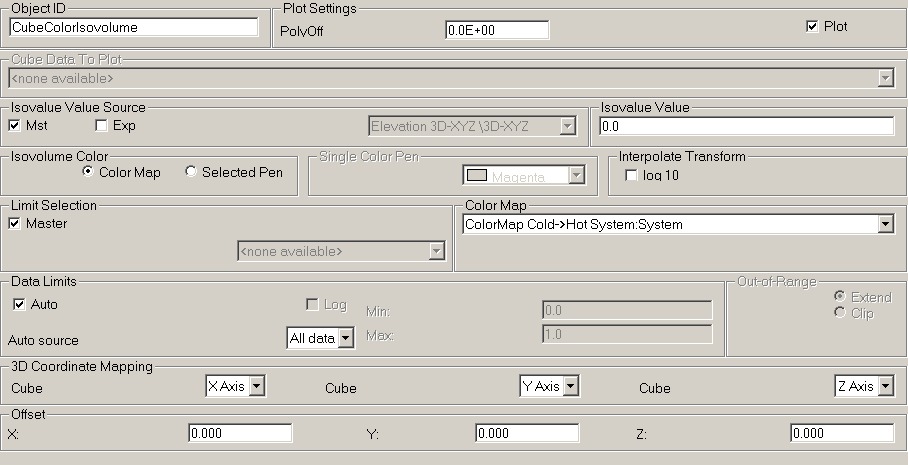 Object ID Plot Settings
CubeColorIsovolume PolyOff 0.0E+00 Plot
Cube Data To Plot
<none available>
Isovalue Value Source Isovalue Value
Mst Exp Elevation 3D-XYZ \3D-XYZ 0.0
Isovolume Color Single Color Pen Interpolate Transform
Color Map Selected Pen Magenta log 10
Limit Selection Color Map
Master ColorMap Cold->Hot System:System
<none available>
Data Limits Out-of-Range
Auto Log Min: 0.0 Extend
Clip
Auto source All data Max: 1.0
3D Coordinate Mapping
Cube X Axis Cube Y Axis Cube Z Axis
Offset
X: 0.000 Y: 0.000 Z: 0.000